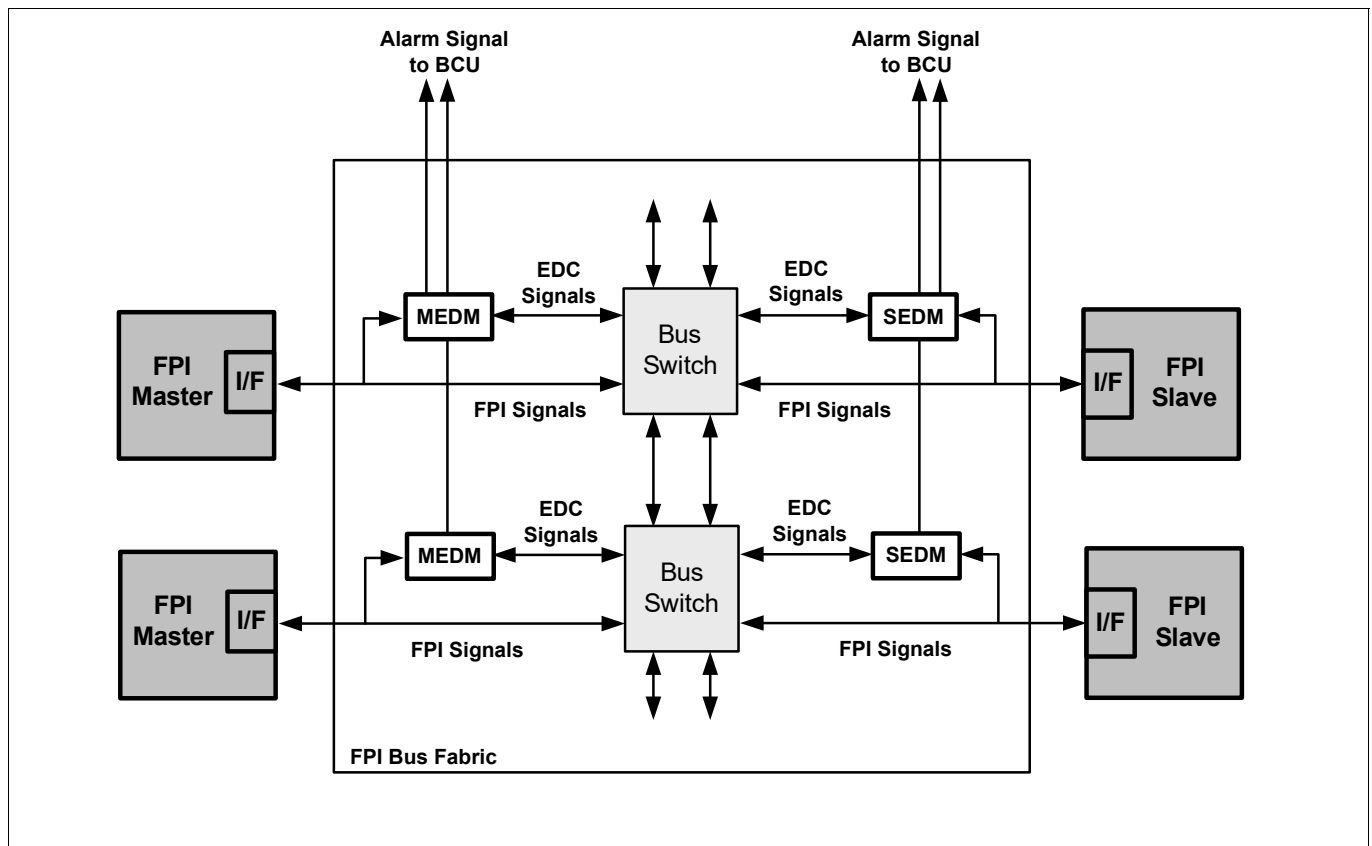 Alarm Signal
to BCU
Alarm Signal
to BCU
EDC
Signals
EDC
Signals
MEDM
SEDM
Bus
Switch
FPI
Master
I/F
I/F
FPI
Slave
FPI Signals
FPI Signals
EDC
Signals
EDC
Signals
MEDM
SEDM
Bus
Switch
FPI
Master
I/F
I/F
FPI
Slave
FPI Signals
FPI Signals
FPI Bus Fabric